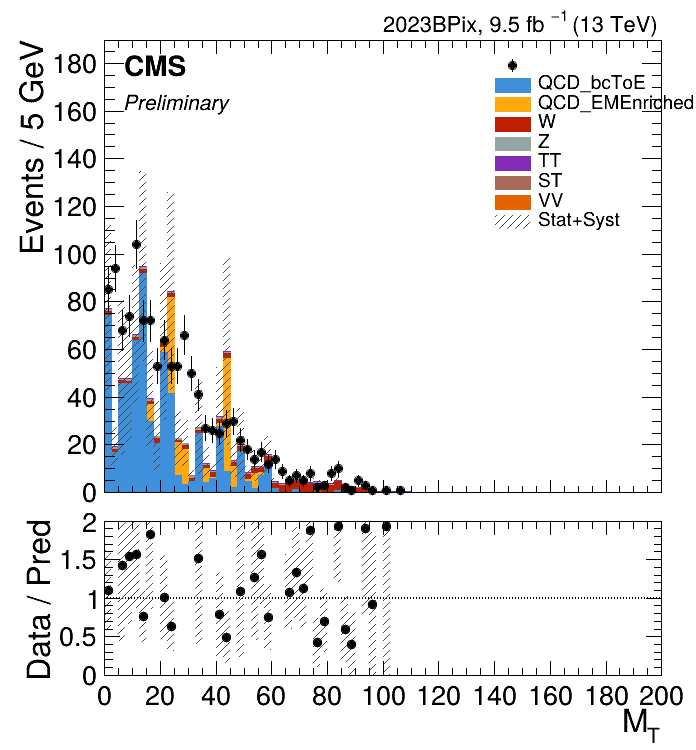 2023BPix, 9.5 fb⁻¹ (13 TeV)
Events / 5 GeV
CMS
Preliminary
QCD_bcToE
QCD_EMEnriched
W
Z
TT
ST
VV
Stat+Syst
180
160
140
120
100
80
60
40
20
0
Data / Pred
2
1.5
1
0.5
0
0 20 40 60 80 100 120 140 160 180 200
M_T